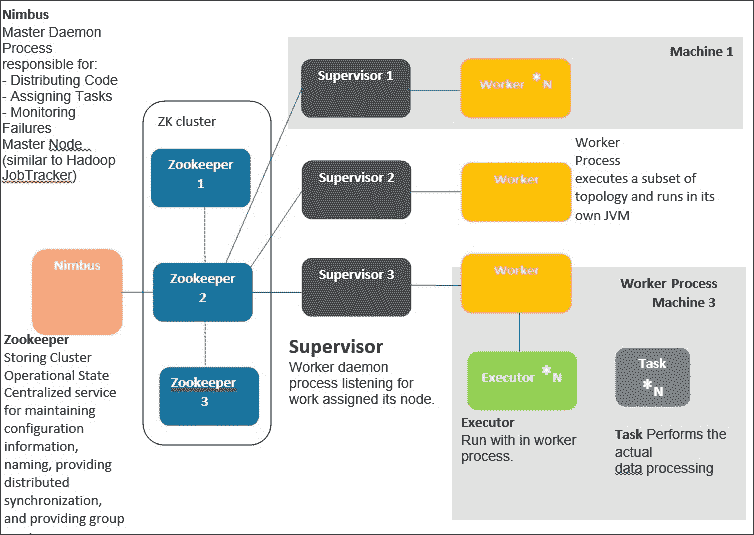 Nimbus
Master Daemon
Process
responsible for:
- Distributing Code
- Assigning Tasks
- Monitoring
Failures
Master Node
(similar to Hadoop
JobTracker)
ZK cluster
Zookeeper
1
Zookeeper
2
Zookeeper
3
Nimbus
Zookeeper
Storing Cluster
Operational State
Centralized service
for maintaining
configuration
information,
naming, providing
distributed
synchronization,
and providing group
Machine 1
Supervisor 1
Worker *N
Supervisor 2
Worker
Worker
Process
executes a subset of
topology and runs in its
own JVM
Supervisor 3
Worker
Worker Process
Machine 3
Supervisor
Worker daemon
process listening for
work assigned its node.
Executor *N
Executor
Run with in worker
process.
Task
*N
Task Performs the
actual
data processing